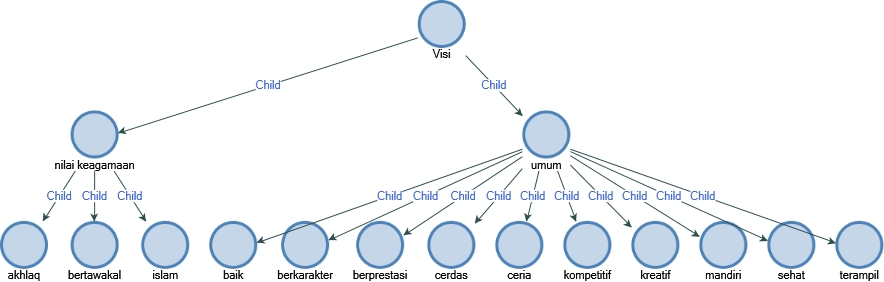 Visi
Child
Child
nilai keagamaan
umum
Child
Child
Child
Child
Child
Child
Child
Child
Child
Child
Child
Child
Child
Child
akhlaq
bertawakal
islam
baik
berkarakter
berprestasi
cerdas
ceria
kompetitif
kreatif
mandiri
sehat
terampil